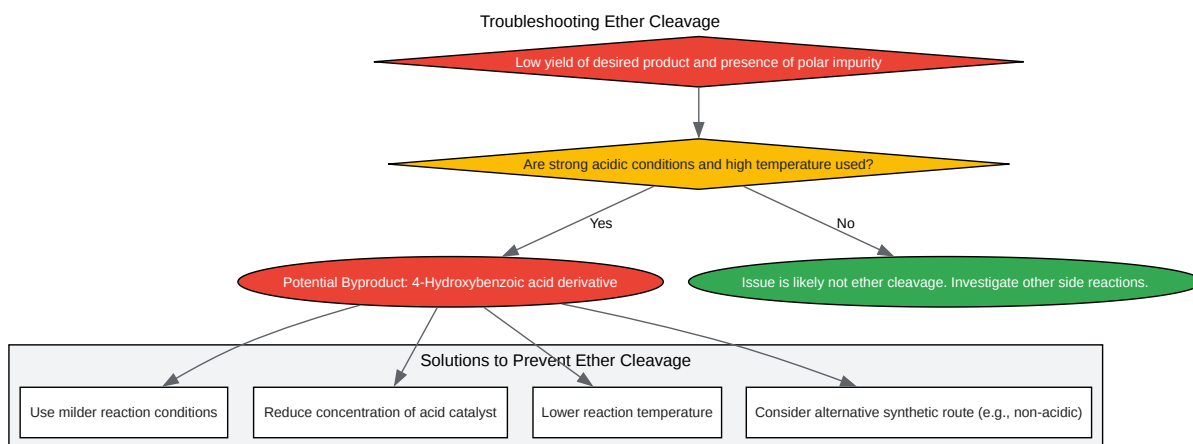 Troubleshooting Ether Cleavage
Low yield of desired product and presence of polar impurity
Are strong acidic conditions and high temperature used?
Yes
No
Potential Byproduct: 4-Hydroxybenzoic acid derivative
Issue is likely not ether cleavage. Investigate other side reactions.
Solutions to Prevent Ether Cleavage
Use milder reaction conditions
Reduce concentration of acid catalyst
Lower reaction temperature
Consider alternative synthetic route (e.g., non-acidic)